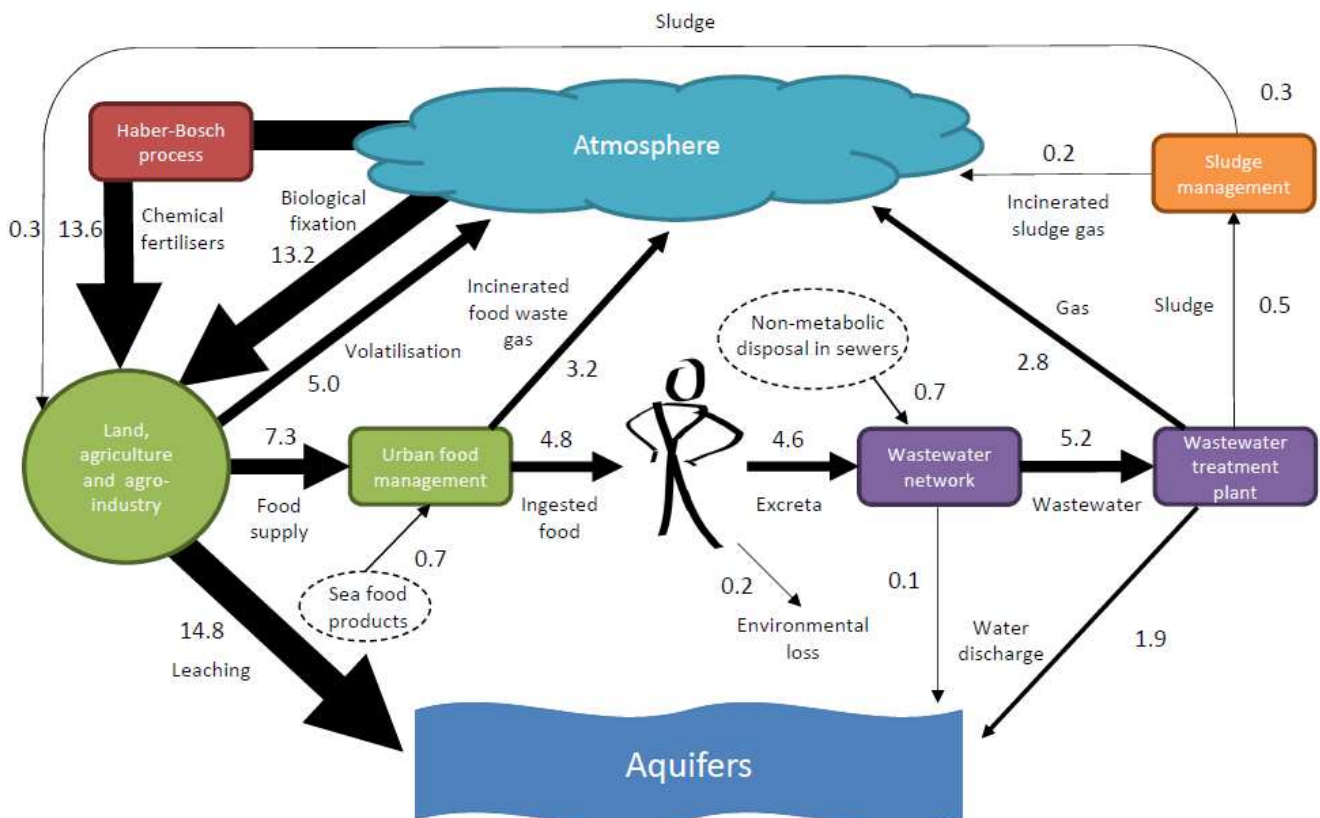 Sludge
Haber-Bosch
process
Atmosphere
0.3
Sludge
management
0.2
Incinerated
sludge gas
0.3
13.6
Chemical
fertilisers
Biological
fixation
13.2
Incinerated
food waste
gas
Volatilisation
5.0
3.2
Non-metabolic
disposal in sewers
0.7
Gas
2.8
Sludge
0.5
Land,
agriculture
and agro-
industry
7.3
Food
supply
Urban food
management
4.8
Ingested
food
4.6
Excreta
Wastewater
network
5.2
Wastewater
Wastewater
treatment
plant
0.7
Sea food
products
0.2
Environmental
loss
0.1
Water
discharge
1.9
14.8
Leaching
Aquifers